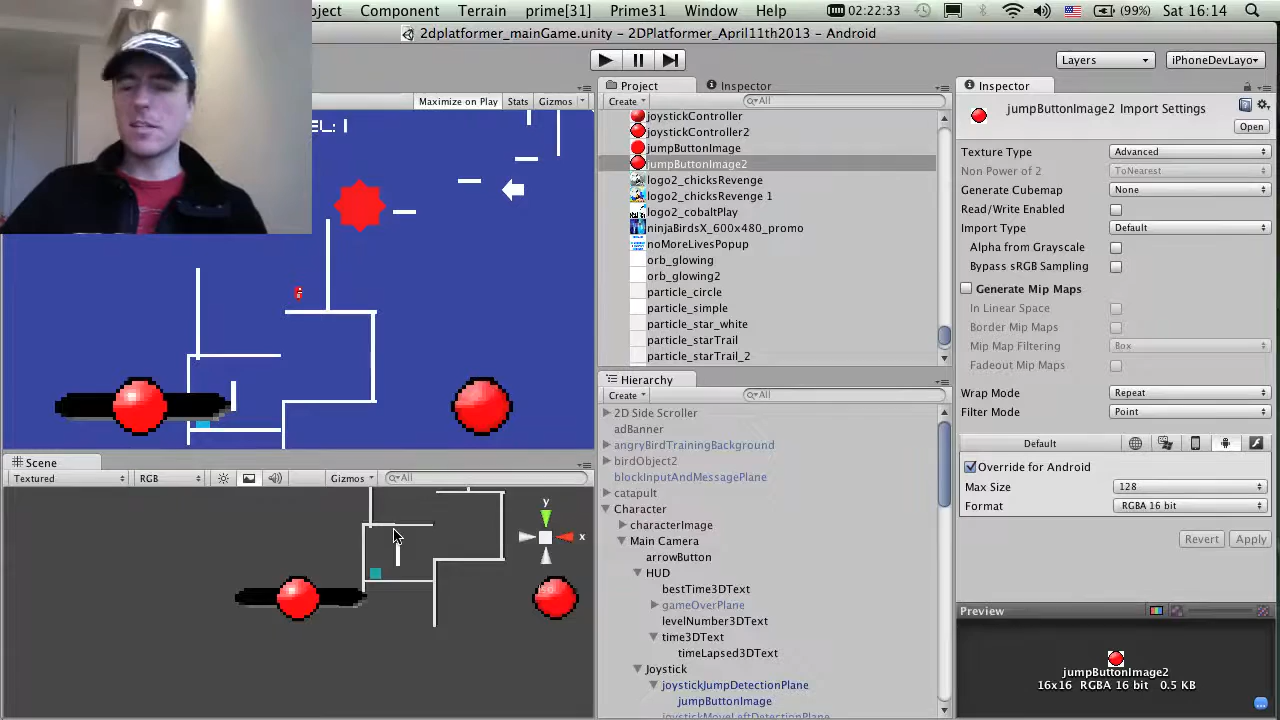 oject Component Terrain prime[31] Prime31 Window Help 02:22:33 (99%) Sat 16:14
2dplatformer_mainGame.unity - 2DPlatformer_April11th2013 - Android
Layers iPhoneDevLayo
Project Inspector Inspector
Maximize on Play Stats Gizmos Create All
EL: 1
joystickController
joystickController2
jumpButtonImage
jumpButtonImage2
logo2_chicksRevenge
logo2_chicksRevenge 1
logo2_cobaltPlay
ninjaBirdsX_600x480_promo
noMoreLivesPopup
orb_glowing
orb_glowing2
particle_circle
particle_simple
particle_star_white
particle_starTrail
particle_starTrail_2
Hierarchy
Create All
2D Side Scroller
adBanner
angryBirdTrainingBackground
birdObject2
blockInputAndMessagePlane
catapult
Character
characterImage
Main Camera
arrowButton
HUD
bestTime3DText
gameOverPlane
levelNumber3DText
time3DText
timeLapsed3DText
Joystick
joystickJumpDetectionPlane
jumpButtonImage
joystickMoveLeftDetectionPlane
Scene
Textured RGB Gizmos All
y
x
jumpButtonImage2 Import Settings
Open
Texture Type Advanced
Non Power of 2 ToNearest
Generate Cubemap None
Read/Write Enabled
Import Type Default
Alpha from Grayscale
Bypass sRGB Sampling
Generate Mip Maps
In Linear Space
Border Mip Maps
Mip Map Filtering Box
Fadeout Mip Maps
Wrap Mode Repeat
Filter Mode Point
Default
Override for Android
Max Size 128
Format RGBA 16 bit
Revert Apply
Preview
jumpButtonImage2
16x16 RGBA 16 bit 0.5 KB